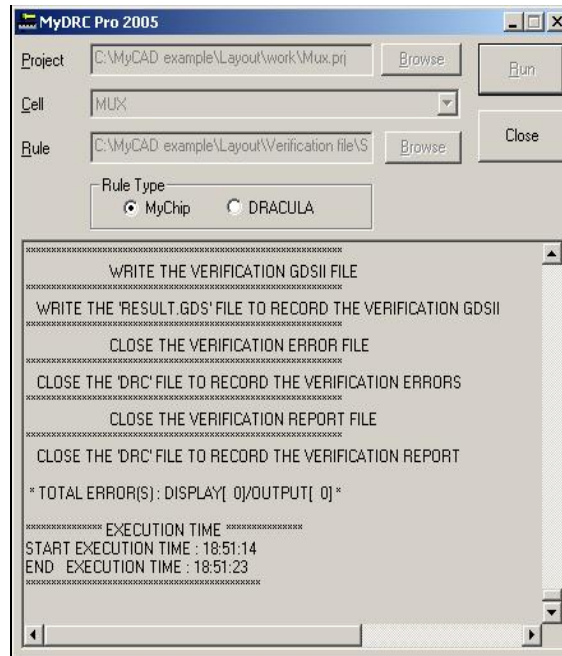 MyDRC Pro 2005
Project C:\MyCAD example\Layout\work\Mux.prj Browse Run
Cell MUX
Rule C:\MyCAD example\Layout\Verification file\S Browse Close
Rule Type
MyChip DRACULA
************************************************************
WRITE THE VERIFICATION GDSII FILE
************************************************************
WRITE THE 'RESULT.GDS' FILE TO RECORD THE VERIFICATION GDSII
************************************************************
CLOSE THE VERIFICATION ERROR FILE
************************************************************
CLOSE THE 'DRC' FILE TO RECORD THE VERIFICATION ERRORS
************************************************************
CLOSE THE VERIFICATION REPORT FILE
************************************************************
CLOSE THE 'DRC' FILE TO RECORD THE VERIFICATION REPORT
* TOTAL ERROR(S) : DISPLAY[ 0]/OUTPUT[ 0] *
*************** EXECUTION TIME ***************
START EXECUTION TIME : 18:51:14
END EXECUTION TIME : 18:51:23
*********************************************